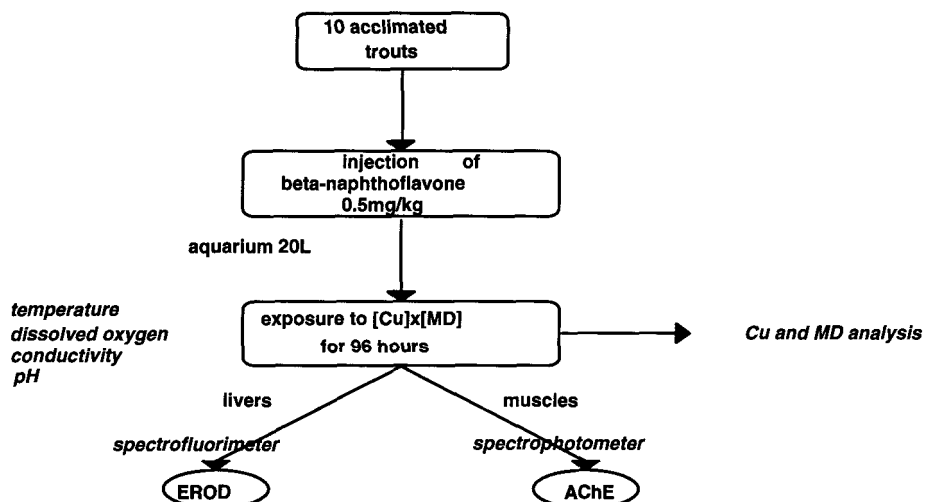 10 acclimated
trouts
injection of
beta-naphthoflavone
0.5mg/kg
aquarium 20L
temperature
dissolved oxygen
conductivity
pH
exposure to [Cu]x[MD]
for 96 hours
Cu and MD analysis
livers
muscles
spectrofluorimeter
spectrophotometer
EROD
AChE